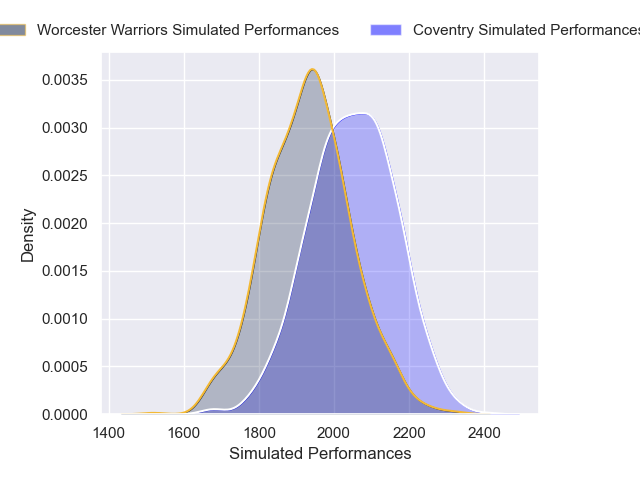 Worcester Warriors Simulated Performances Coventry Simulated Performances
0.0035
0.0030
0.0025
0.0020
0.0015
0.0010
0.0005
0.0000
Density
1400 1600 1800 2000 2200 2400
Simulated Performances